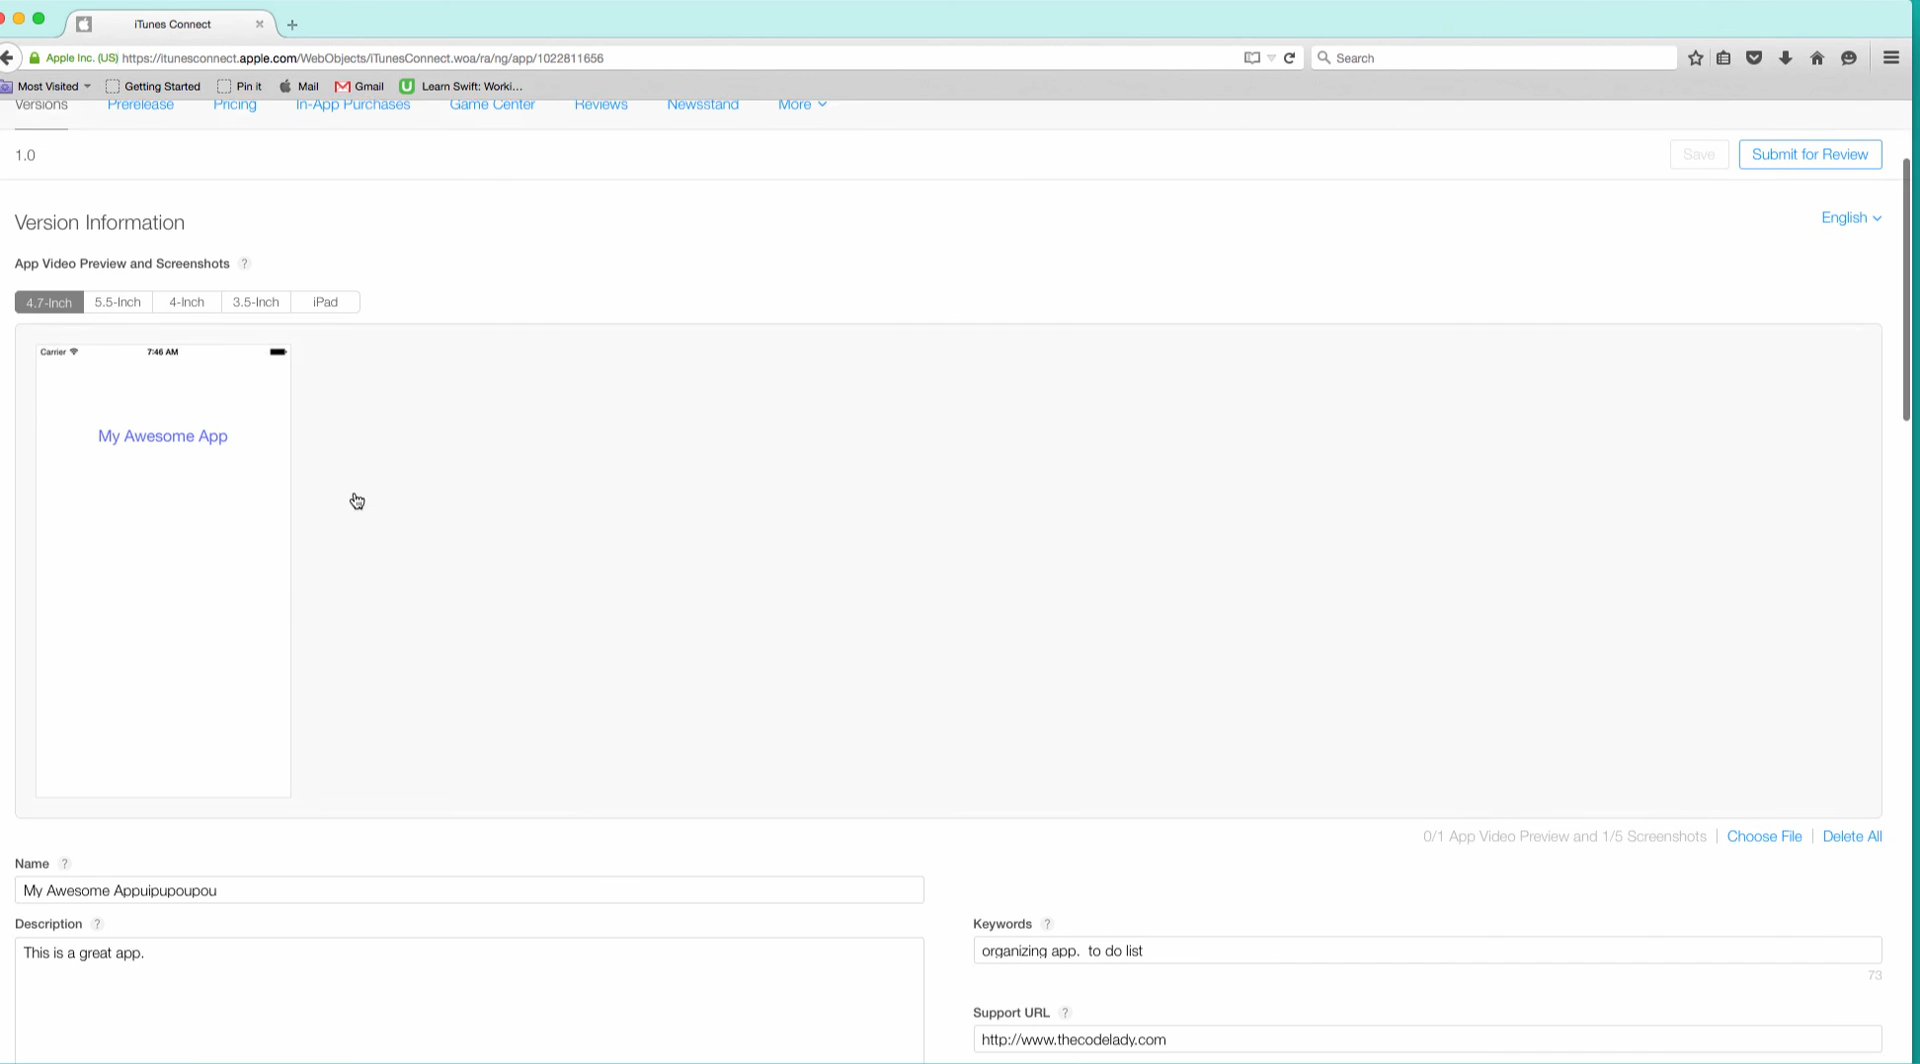 iTunes Connect
Apple Inc. (US) https://itunesconnect.apple.com/WebObjects/iTunesConnect.woa/ra/ng/app/1022811656
Search
Most Visited Getting Started Pin it Mail Gmail Learn Swift: Worki...
Versions Prerelease Pricing In-App Purchases Game Center Reviews Newsstand More
1.0
Save Submit for Review
Version Information
English
App Video Preview and Screenshots ?
4.7-Inch 5.5-Inch 4-Inch 3.5-Inch iPad
Carrier 7:46 AM
My Awesome App
0/1 App Video Preview and 1/5 Screenshots | Choose File | Delete All
Name ?
My Awesome Appuipupoupou
Description ?
This is a great app.
Keywords ?
organizing app.  to do list
73
Support URL ?
http://www.thecodelady.com